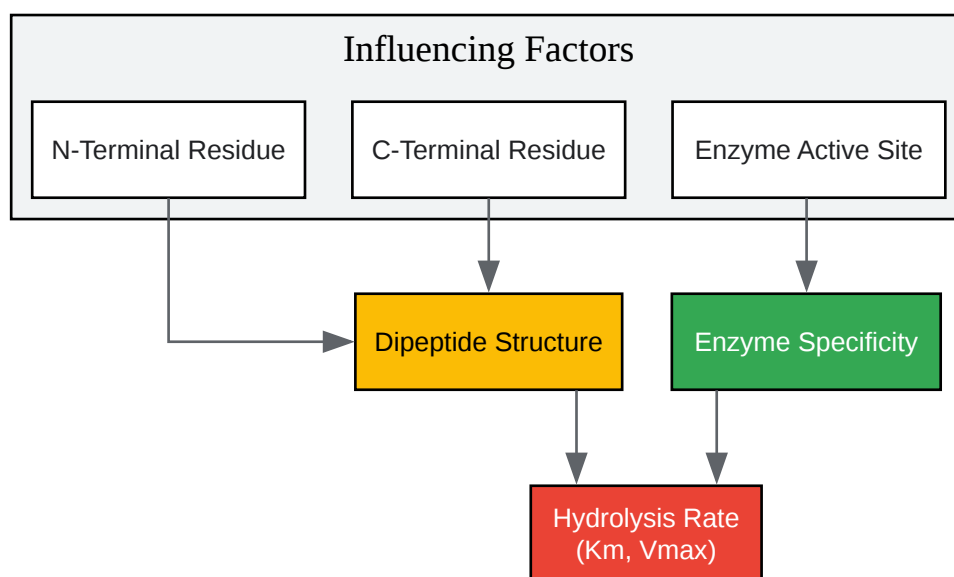 Influencing Factors
N-Terminal Residue
C-Terminal Residue
Enzyme Active Site
Dipeptide Structure
Enzyme Specificity
Hydrolysis Rate
(Km, Vmax)